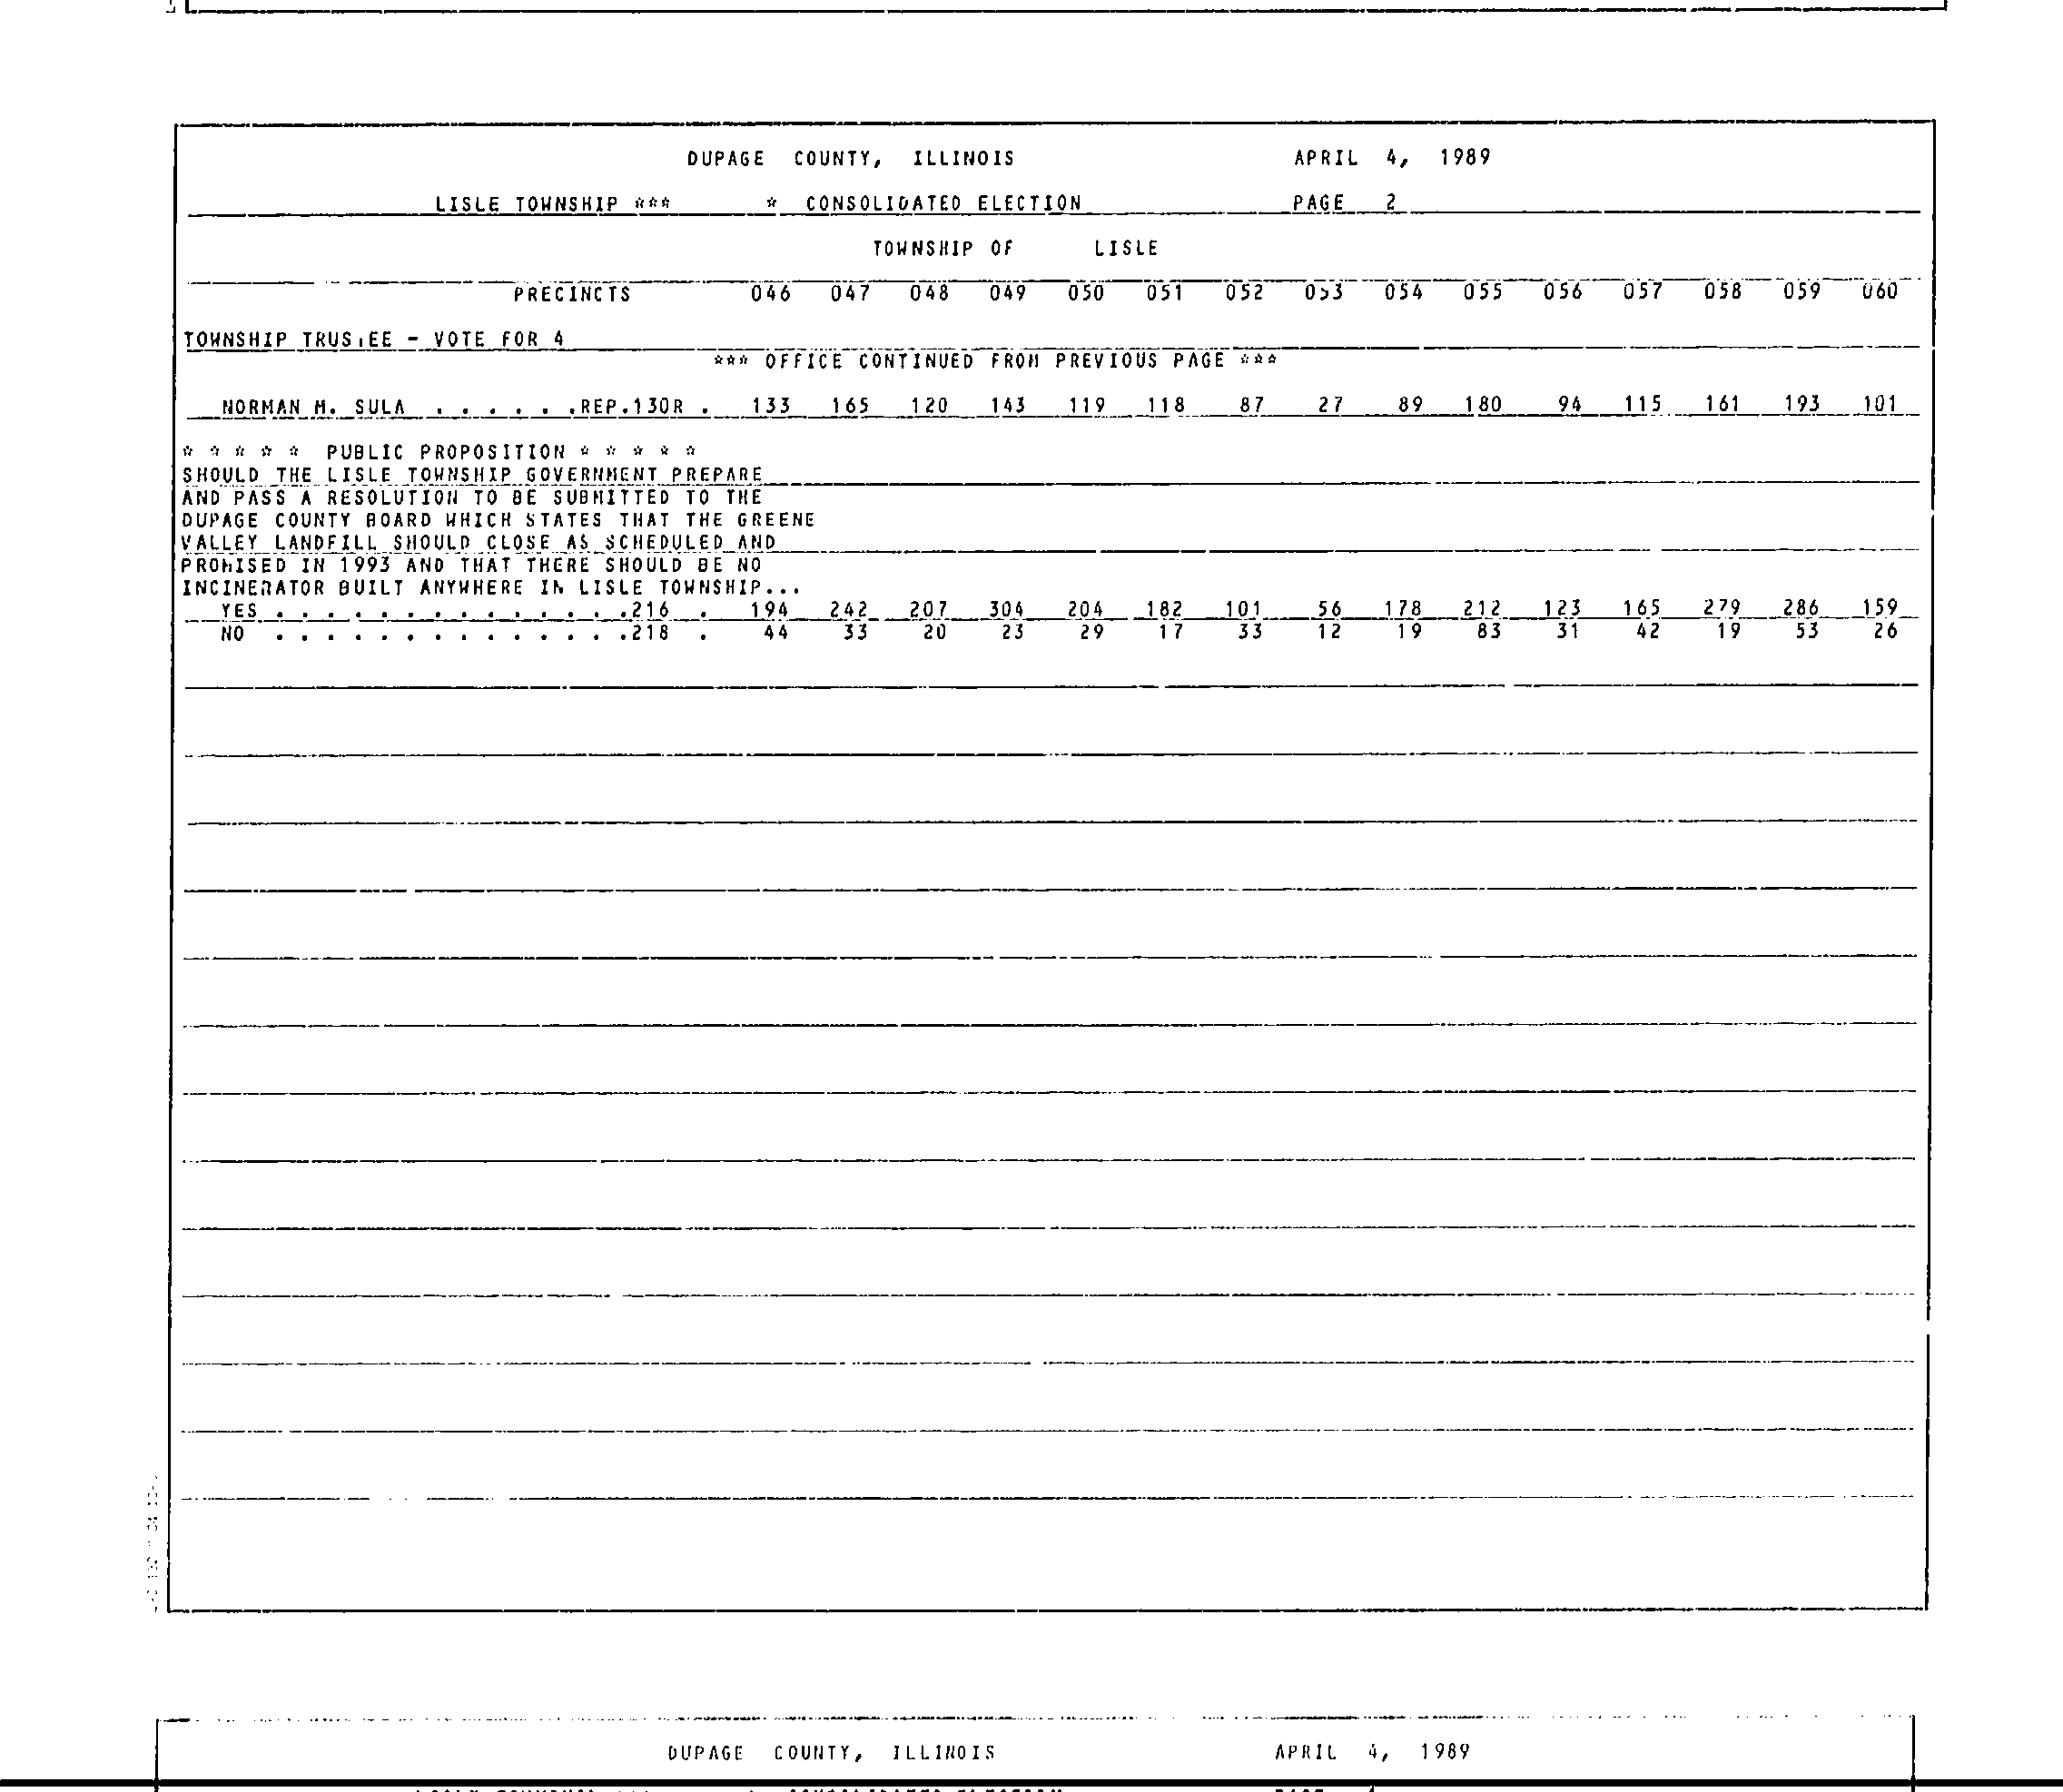 DUPAGE COUNTY, ILLINOIS APRIL 4, 1989
LISLE TOWNSHIP *** * CONSOLIDATED ELECTION PAGE 2
TOWNSHIP OF LISLE
PRECINCTS 046 047 048 049 050 051 052 053 054 055 056 057 058 059 060
TOWNSHIP TRUSTEE - VOTE FOR 4
*** OFFICE CONTINUED FROM PREVIOUS PAGE ***
NORMAN M. SULA . . . . . .REP.130R . 133 165 120 143 119 118 87 27 89 180 94 115 161 193 101
* * * * * PUBLIC PROPOSITION * * * * *
SHOULD THE LISLE TOWNSHIP GOVERNMENT PREPARE
AND PASS A RESOLUTION TO BE SUBMITTED TO THE
DUPAGE COUNTY BOARD WHICH STATES THAT THE GREENE
VALLEY LANDFILL SHOULD CLOSE AS SCHEDULED AND
PROMISED IN 1993 AND THAT THERE SHOULD BE NO
INCINERATOR BUILT ANYWHERE IN LISLE TOWNSHIP...
YES . . . . . . . . . . . . . .216 . 194 242 207 304 204 182 101 56 178 212 123 165 279 286 159
NO . . . . . . . . . . . . . .218 . 44 33 20 23 29 17 33 12 19 83 31 42 19 53 26
DUPAGE COUNTY, ILLINOIS APRIL 4, 1989